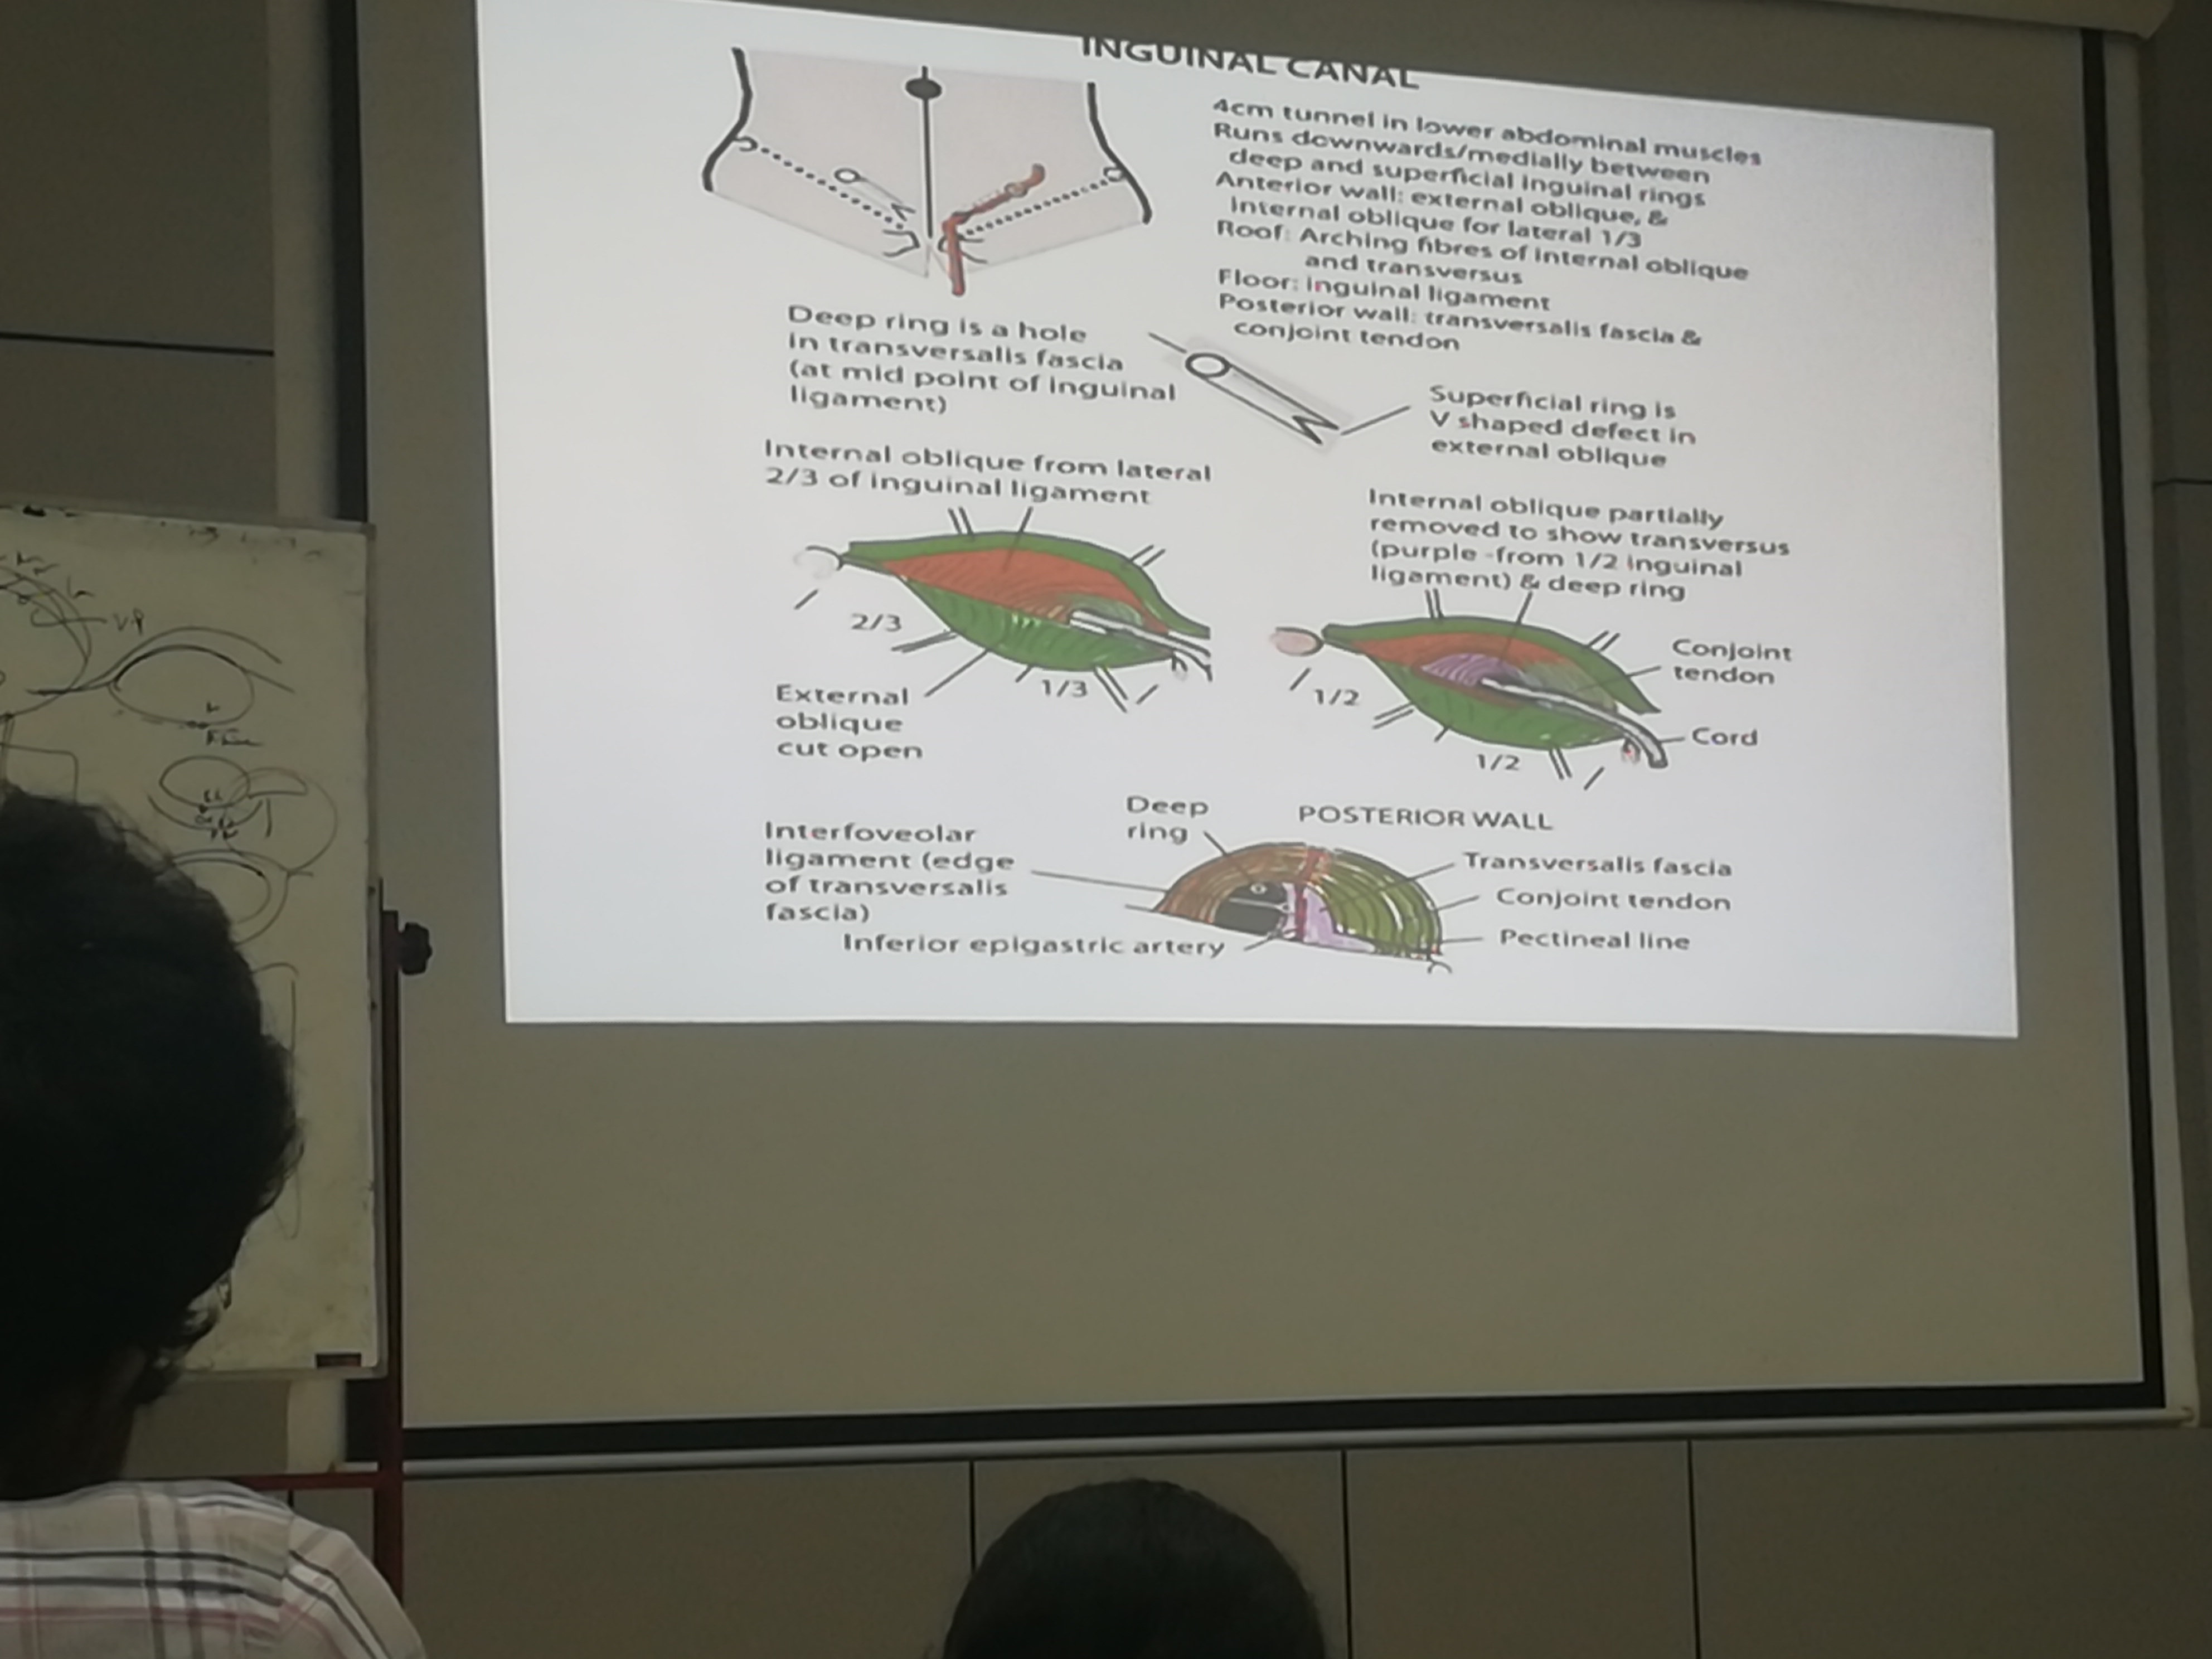 INGUINAL CANAL
4cm tunnel in lower abdominal muscles
Runs downwards/medially between
deep and superficial inguinal rings
Anterior wall: external oblique, &
internal oblique for lateral 1/3
Roof: Arching fibres of internal oblique
and transversus
Floor: inguinal ligament
Posterior wall: transversalis fascia &
conjoint tendon
Deep ring is a hole
in transversalis fascia
(at mid point of inguinal
ligament)
Superficial ring is
V shaped defect in
external oblique
Internal oblique from lateral
2/3 of inguinal ligament
2/3
1/3
External
oblique
cut open
Internal oblique partially
removed to show transversus
(purple -from 1/2 inguinal
ligament) & deep ring
Conjoint
tendon
1/2
Cord
1/2
Deep
ring
POSTERIOR WALL
Interfoveolar
ligament (edge
of transversalis
fascia)
Inferior epigastric artery
Transversalis fascia
Conjoint tendon
Pectineal line
VP